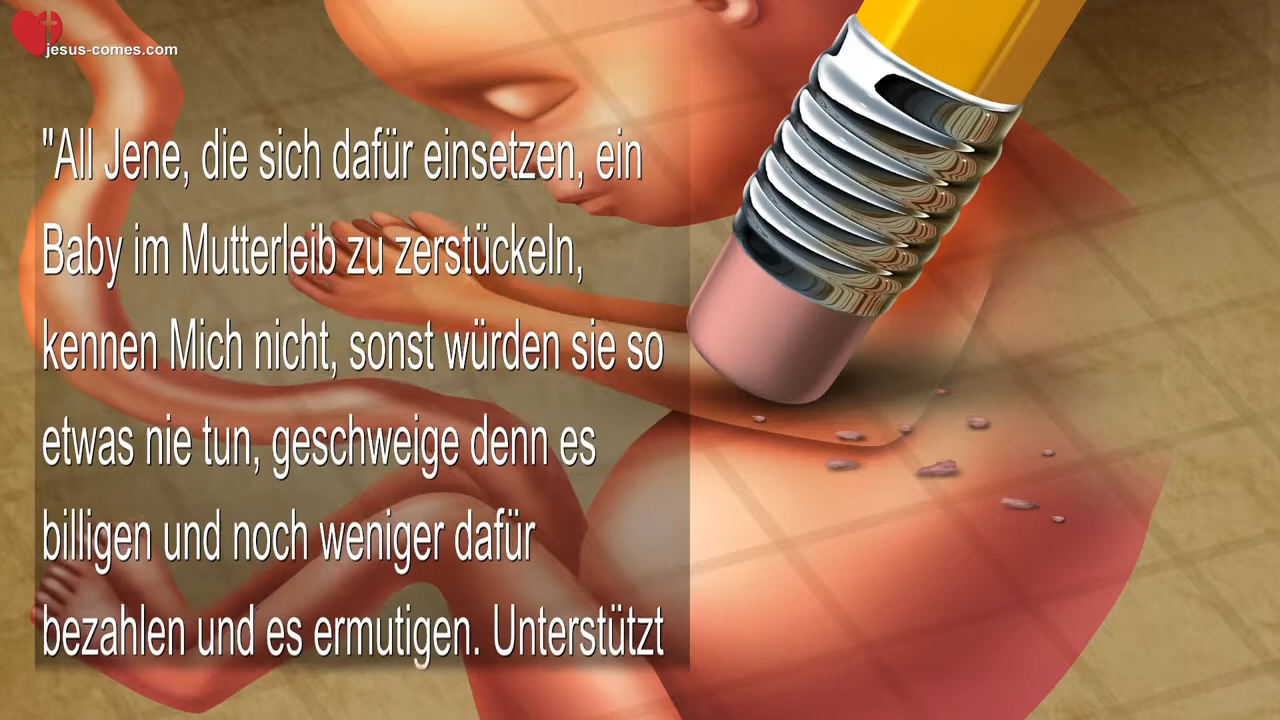 jesus-comes.com
"All Jene, die sich dafür einsetzen, ein
Baby im Mutterleib zu zerstückeln,
kennen Mich nicht, sonst würden sie so
etwas nie tun, geschweige denn es
billigen und noch weniger dafür
bezahlen und es ermutigen. Unterstützt